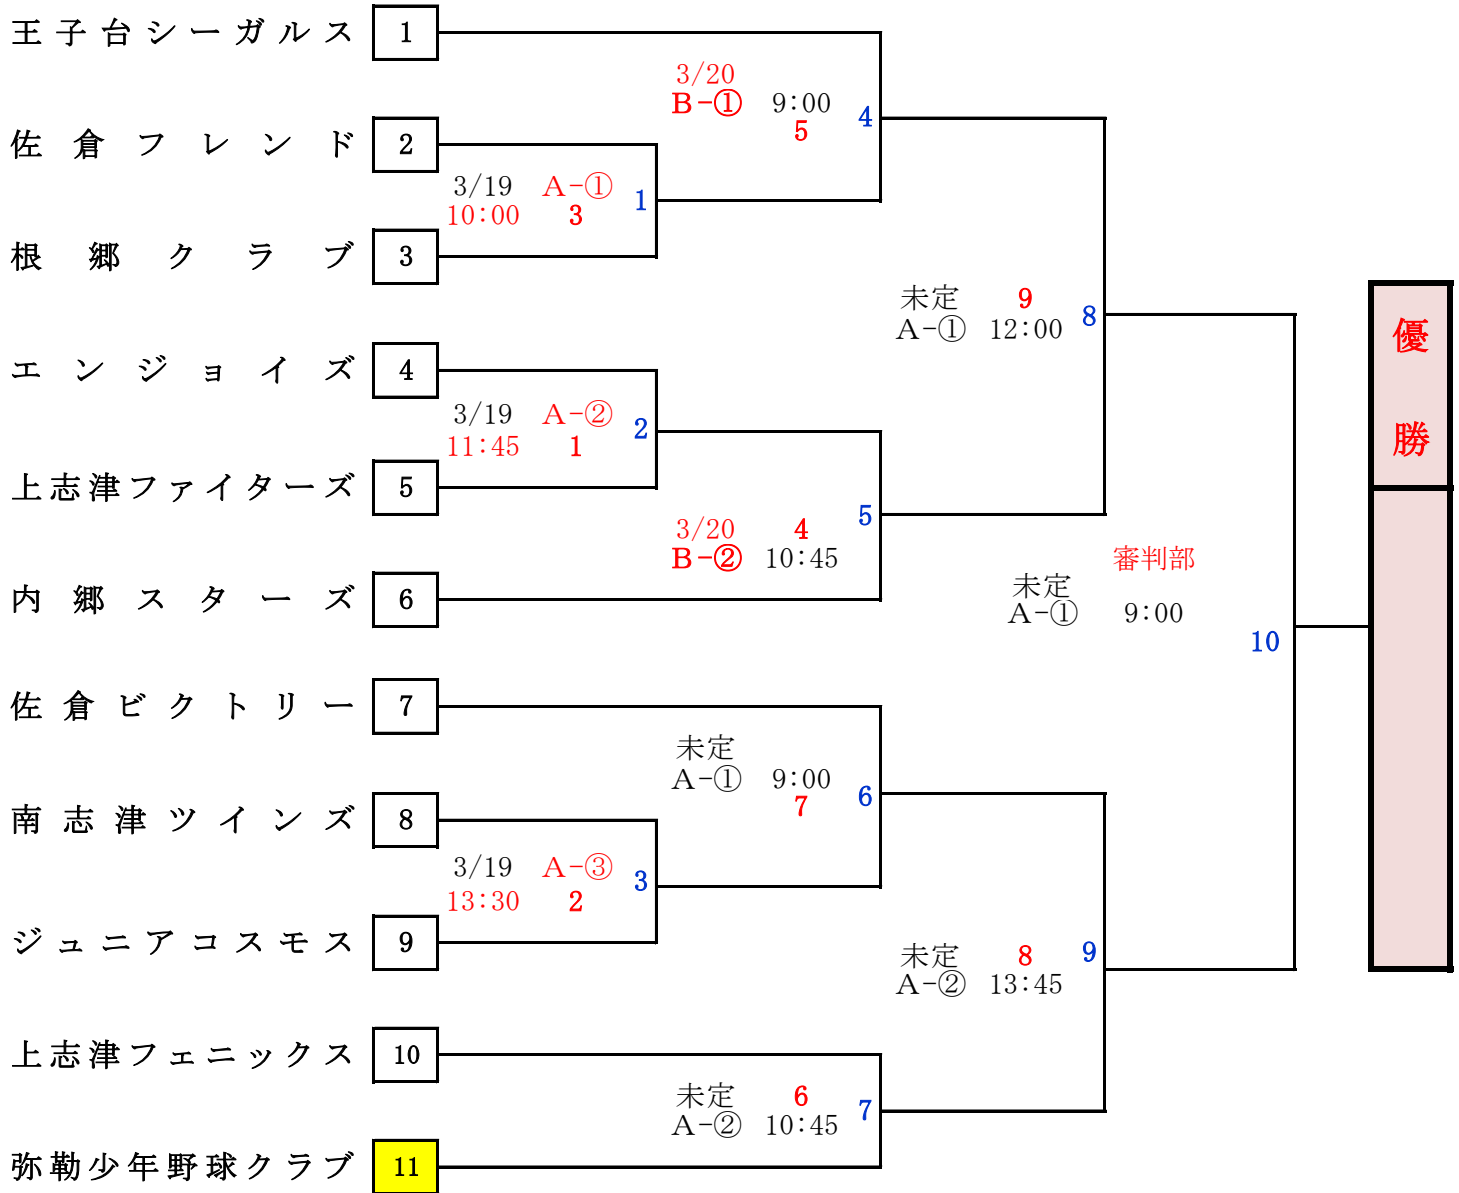 王子台シーガルス 1
3/20
B-① 9:00 4
5
佐倉フレンド 2
3/19 A-① 1
10:00 3
根郷クラブ 3
未定 9
A-① 12:00 8
優勝
エンジョイズ 4
3/19 A-② 2
11:45 1
上志津ファイターズ 5
3/20 4 5
B-② 10:45
審判部
未定
A-① 9:00
10
内郷スターズ 6
佐倉ビクトリー 7
未定
A-① 9:00 6
7
南志津ツインズ 8
3/19 A-③ 3
13:30 2
ジュニアコスモス 9
未定 8 9
A-② 13:45
上志津フェニックス 10
未定 6 7
A-② 10:45
弥勒少年野球クラブ 11